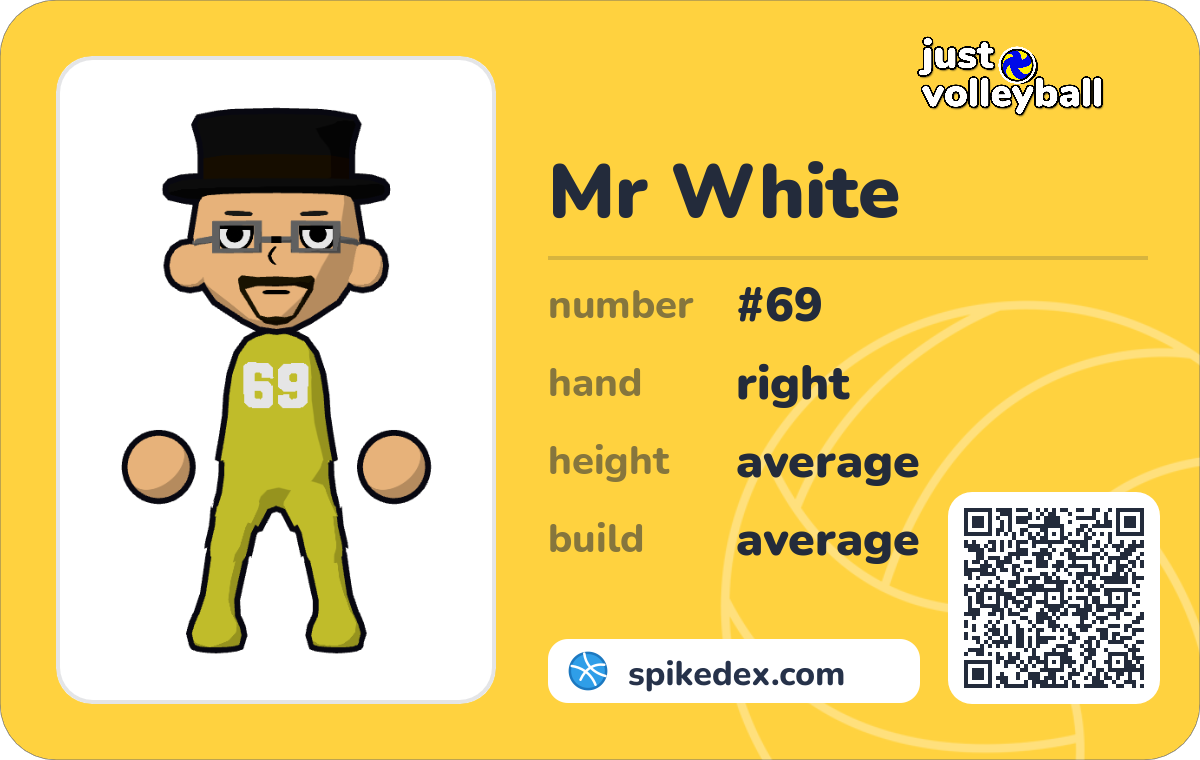 just
volleyball
Mr White
number #69
hand right
height average
build average
69
spikedex.com